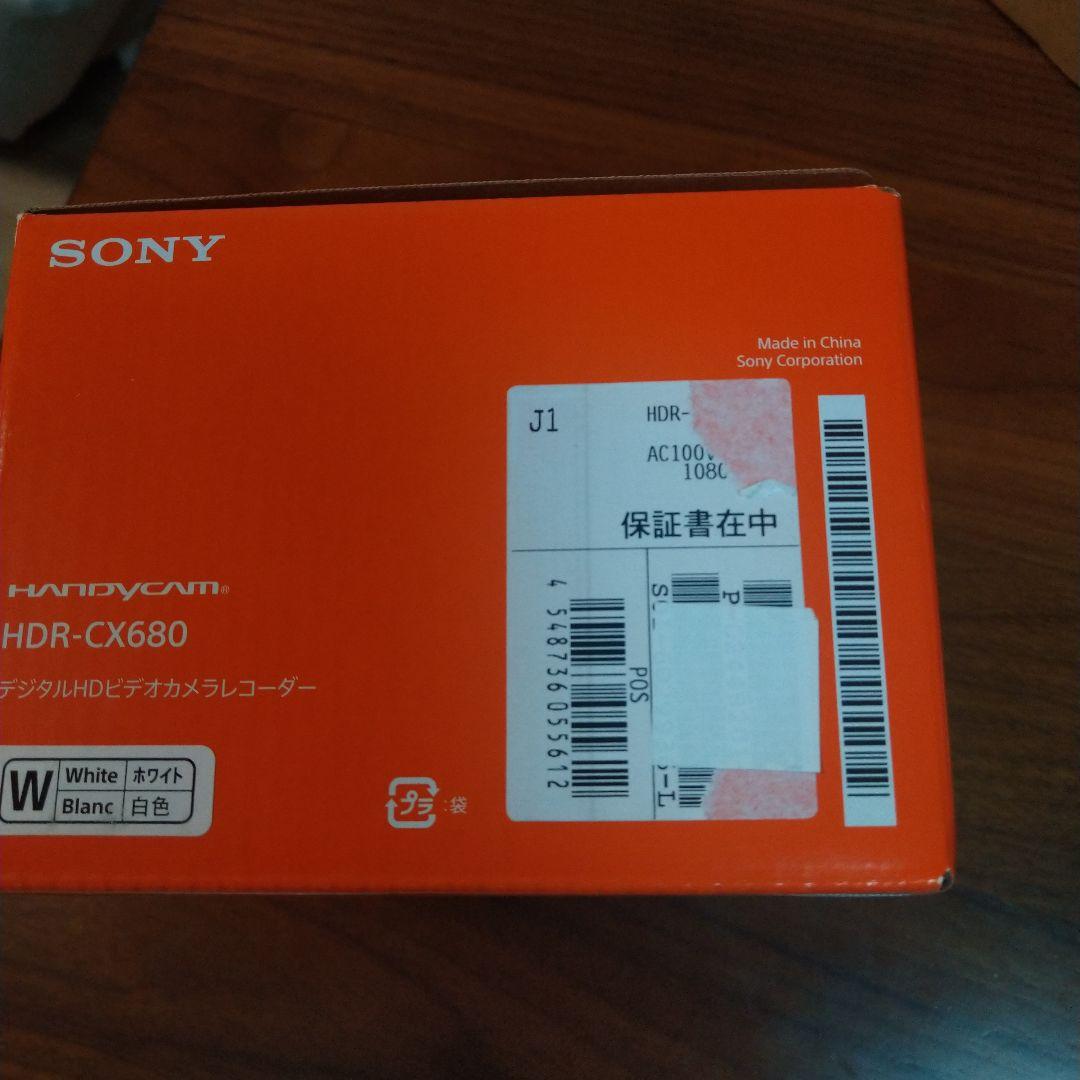 SONY
Made in China
Sony Corporation
J1
HDR-
AC100V
1080
保証書在中
4 548736 055612
POS
P
S-L
HANDYCAM®
HDR-CX680
デジタルHDビデオカメラレコーダー
W
White ホワイト
Blanc 白色
プラ :袋